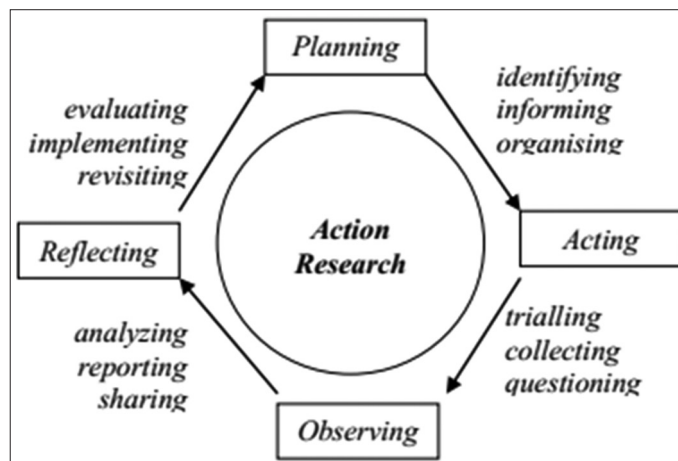 Planning
identifying
informing
organising
Acting
trialling
collecting
questioning
Observing
analyzing
reporting
sharing
Reflecting
evaluating
implementing
revisiting
Action
Research